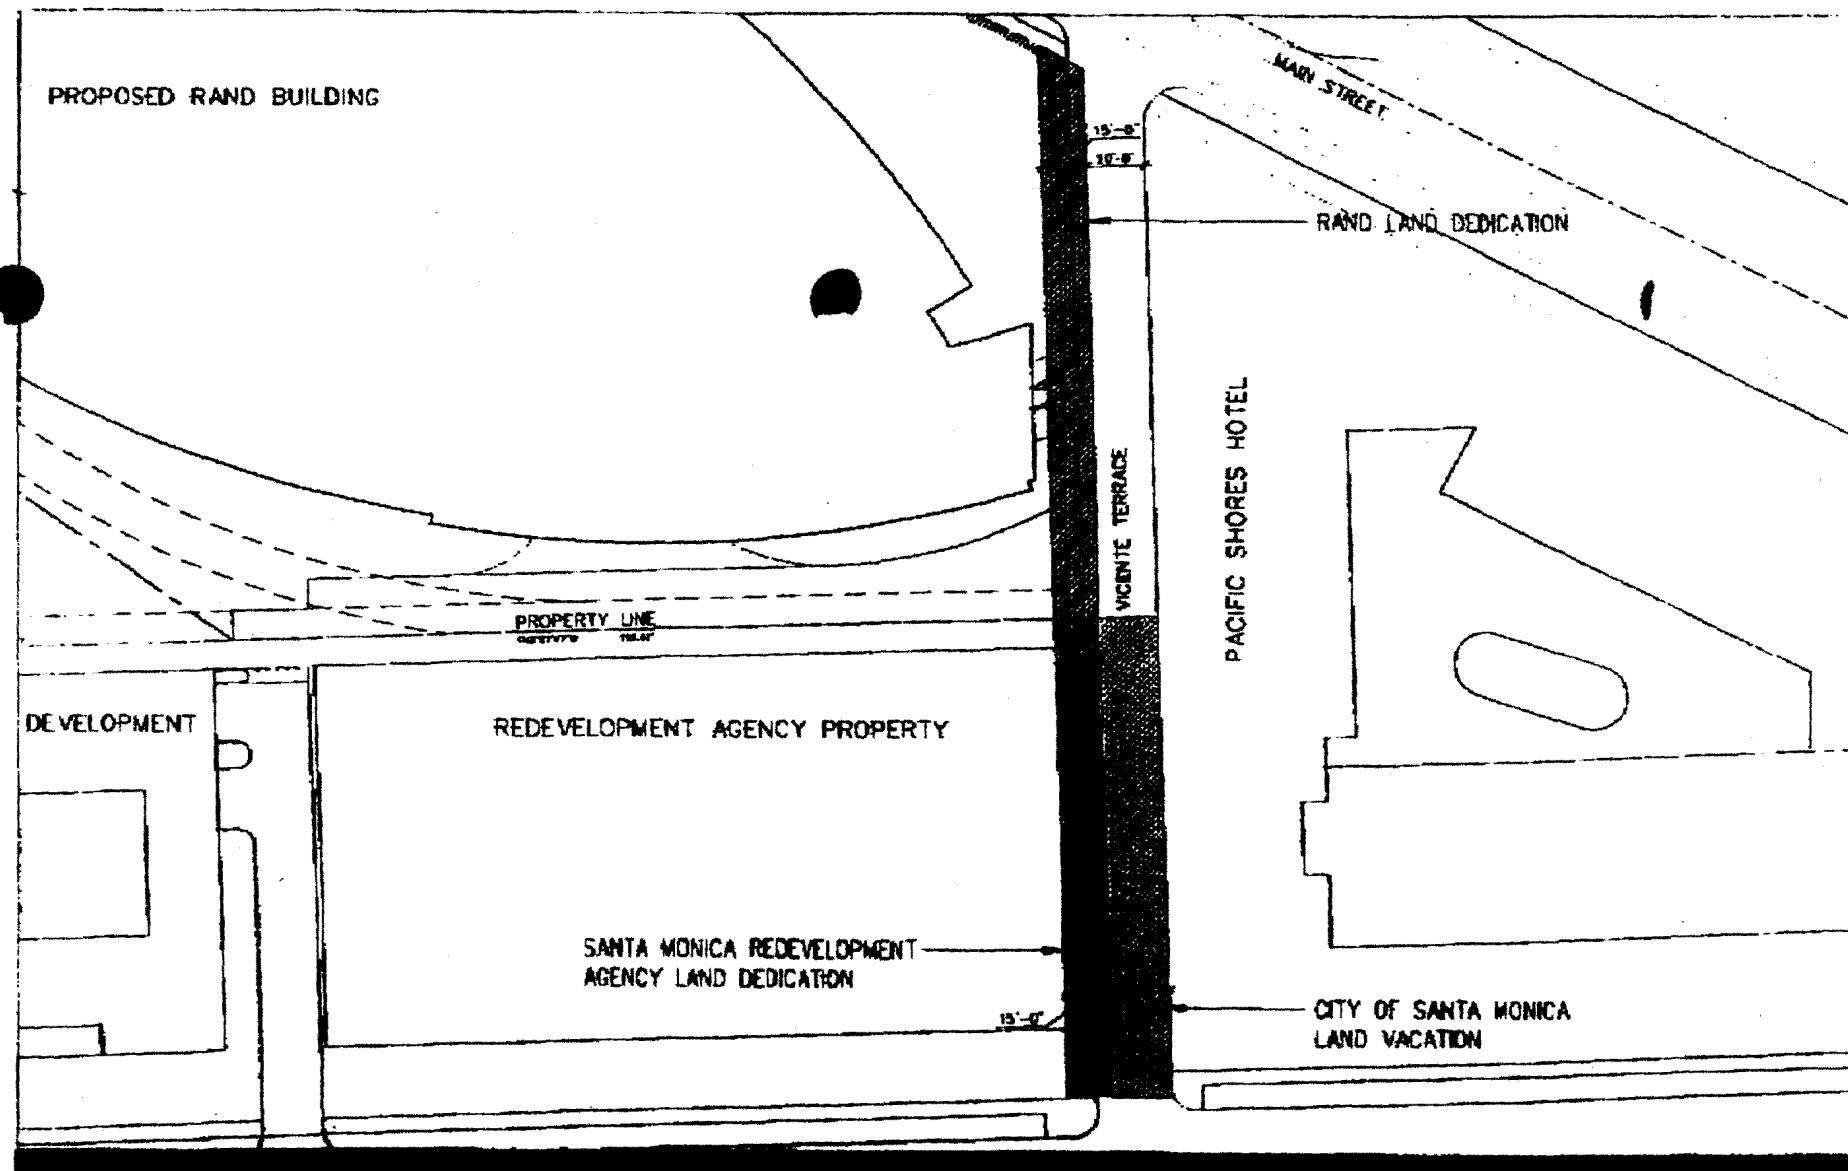 PROPOSED RAND BUILDING
MAIN STREET
15'-0"
20'-0"
RAND LAND DEDICATION
PACIFIC SHORES HOTEL
VICENTE TERRACE
PROPERTY LINE
DEVELOPMENT
REDEVELOPMENT AGENCY PROPERTY
SANTA MONICA REDEVELOPMENT
AGENCY LAND DEDICATION
15'-0"
CITY OF SANTA MONICA
LAND VACATION